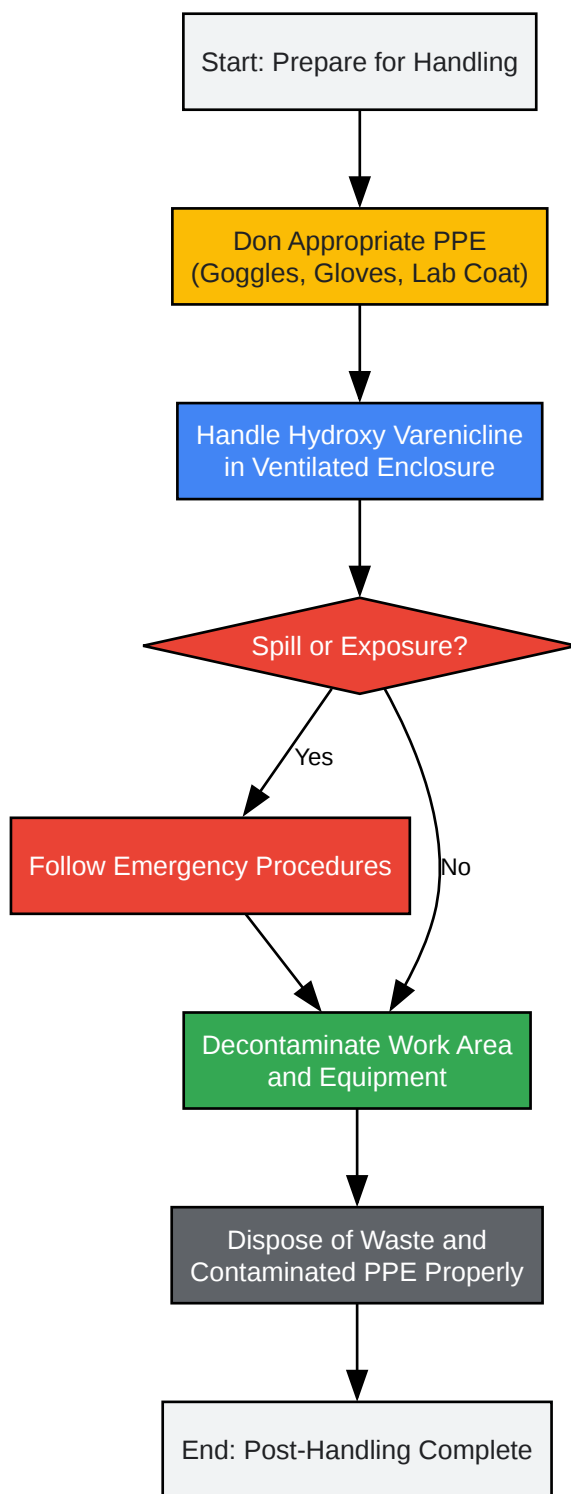 Start: Prepare for Handling
Don Appropriate PPE
(Goggles, Gloves, Lab Coat)
Handle Hydroxy Varenicline
in Ventilated Enclosure
Spill or Exposure?
Yes
Follow Emergency Procedures
No
Decontaminate Work Area
and Equipment
Dispose of Waste and
Contaminated PPE Properly
End: Post-Handling Complete